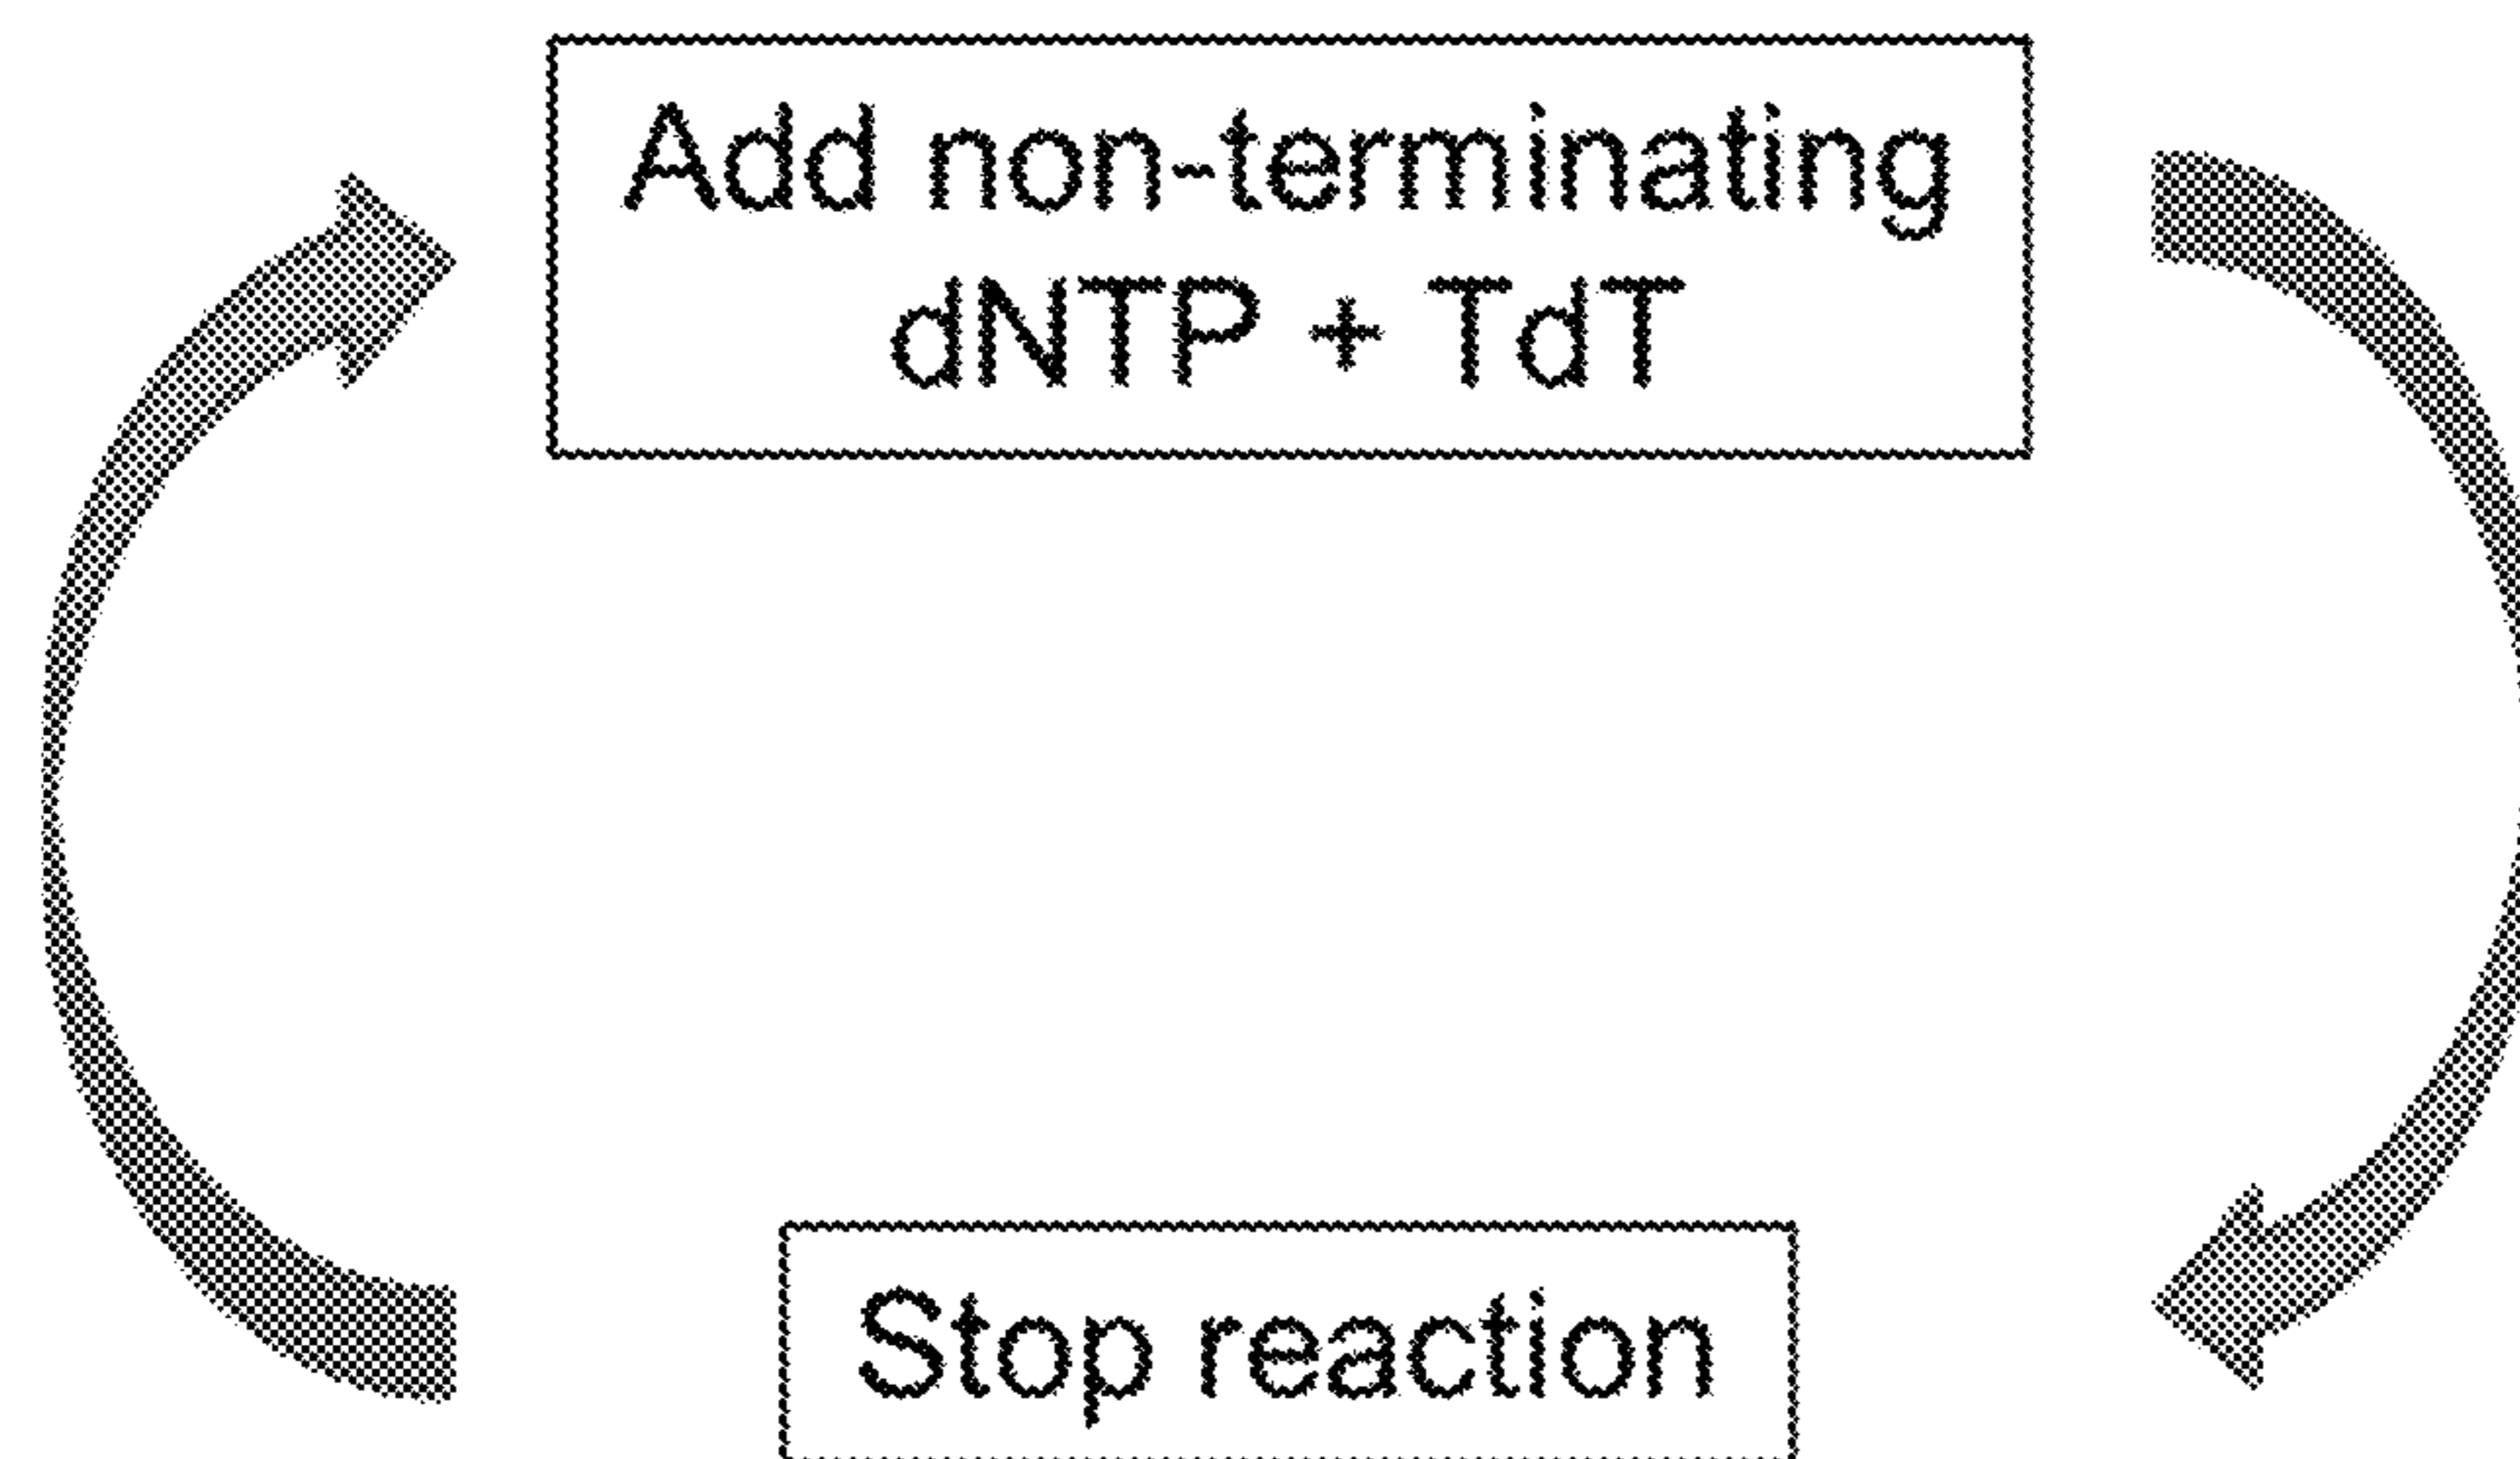 Add non-terminating
dNTP + TdT
Stop reaction